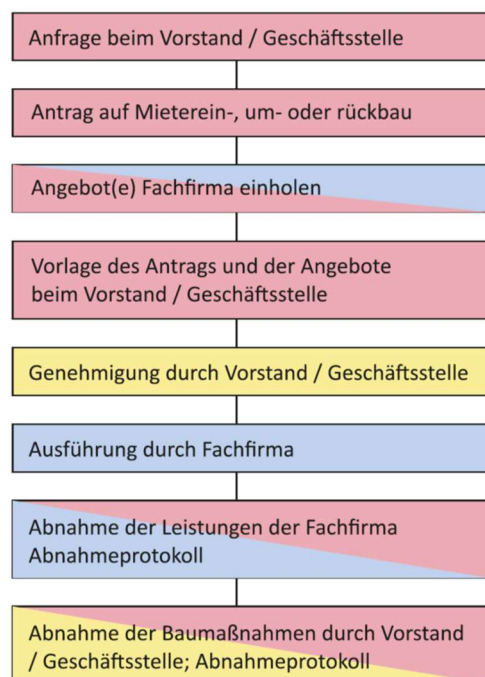 Anfrage beim Vorstand / Geschäftsstelle
Antrag auf Mieterein-, um- oder rückbau
Angebot(e) Fachfirma einholen
Vorlage des Antrags und der Angebote
beim Vorstand / Geschäftsstelle
Genehmigung durch Vorstand / Geschäftsstelle
Ausführung durch Fachfirma
Abnahme der Leistungen der Fachfirma
Abnahmeprotokoll
Abnahme der Baumaßnahmen durch Vorstand
/ Geschäftsstelle; Abnahmeprotokoll